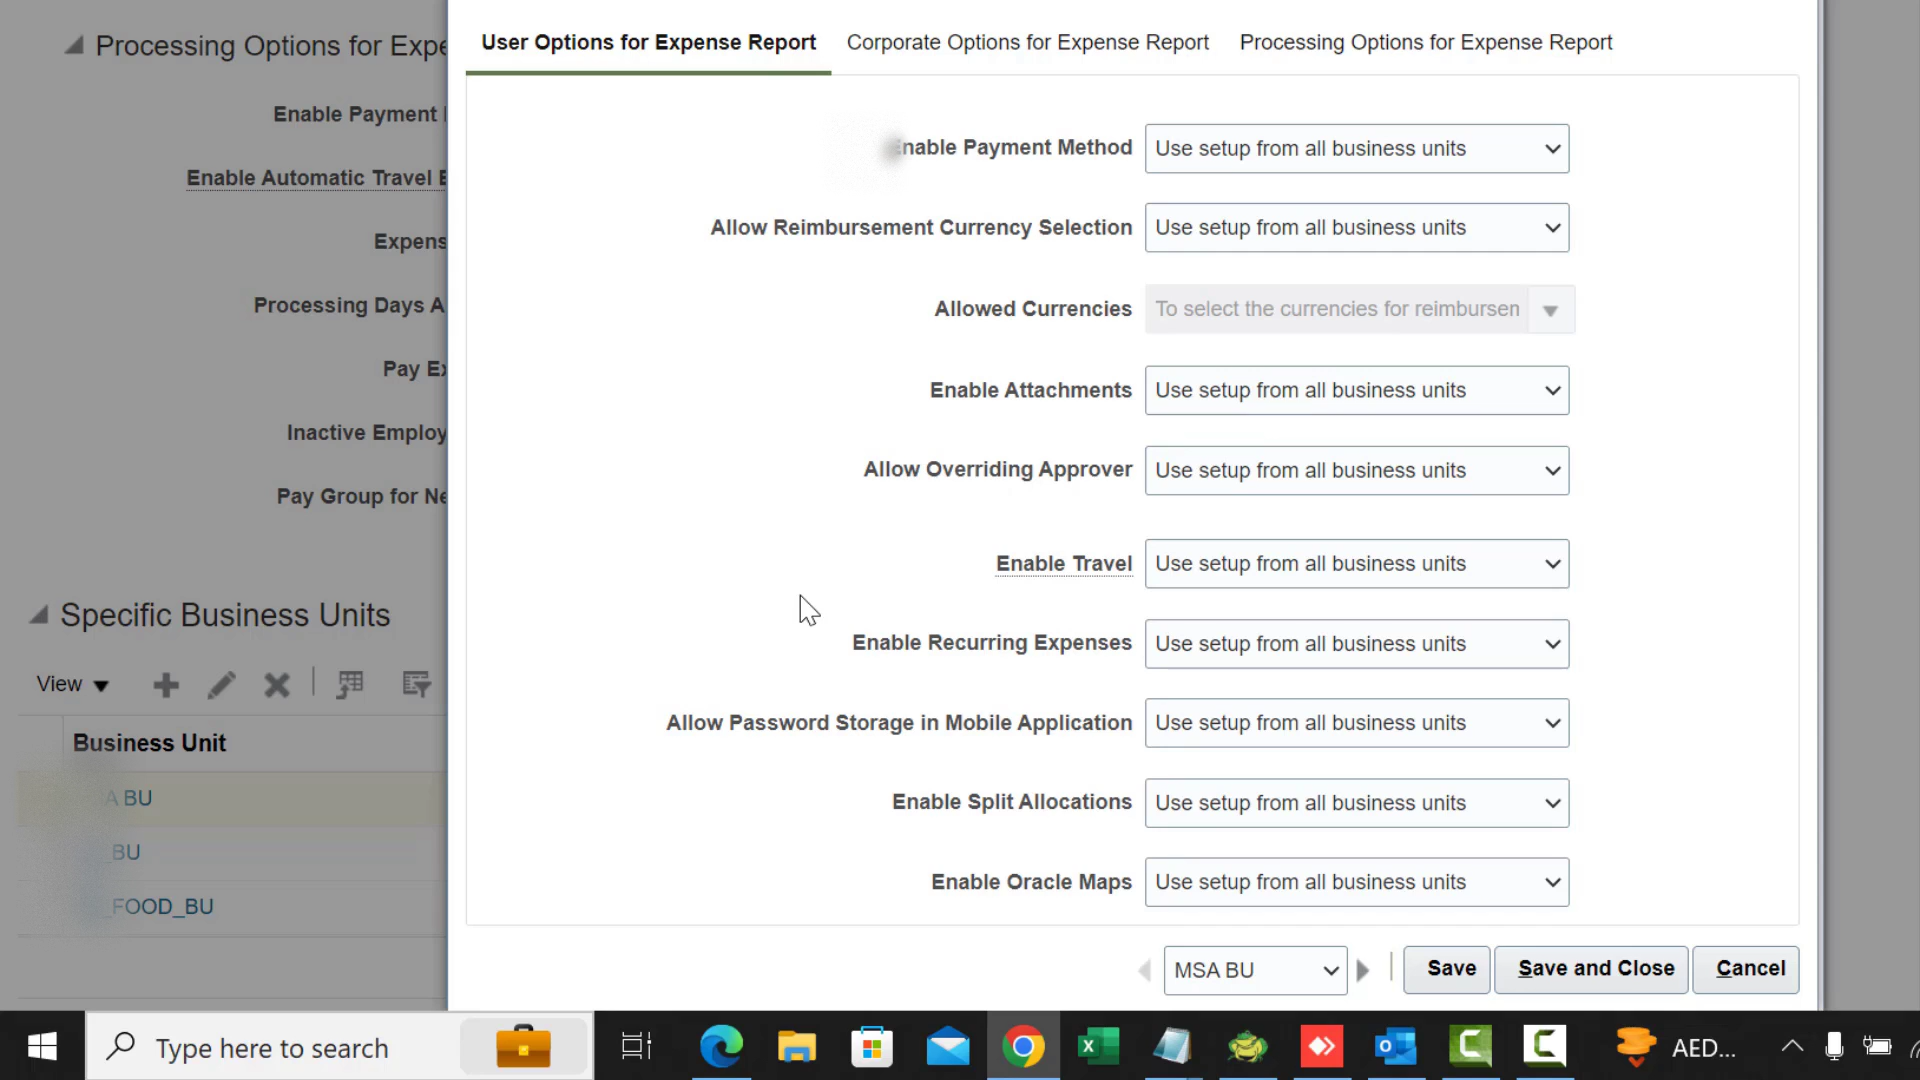 Processing Options for Expe
Enable Payment
Enable Automatic Travel E
Expens
Processing Days A
Pay Ex
Inactive Employ
Pay Group for Ne
Specific Business Units
View
Business Unit
A BU
_BU
_FOOD_BU
User Options for Expense Report
Corporate Options for Expense Report
Processing Options for Expense Report
Enable Payment Method
Use setup from all business units
Allow Reimbursement Currency Selection
Use setup from all business units
Allowed Currencies
To select the currencies for reimbursen
Enable Attachments
Use setup from all business units
Allow Overriding Approver
Use setup from all business units
Enable Travel
Use setup from all business units
Enable Recurring Expenses
Use setup from all business units
Allow Password Storage in Mobile Application
Use setup from all business units
Enable Split Allocations
Use setup from all business units
Enable Oracle Maps
Use setup from all business units
MSA BU
Save
Save and Close
Cancel
Type here to search
AED...